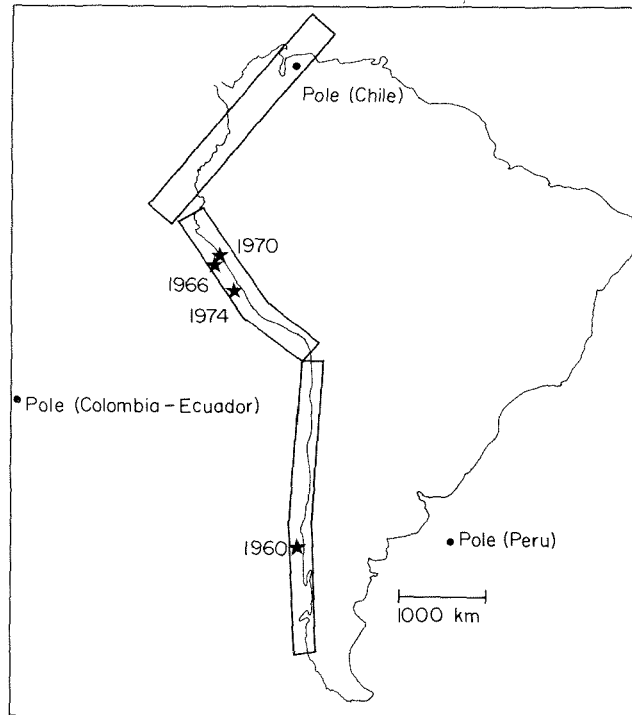 Pole (Chile)
1970
1966
1974
Pole (Colombia-Ecuador)
1960
Pole (Peru)
1000 km